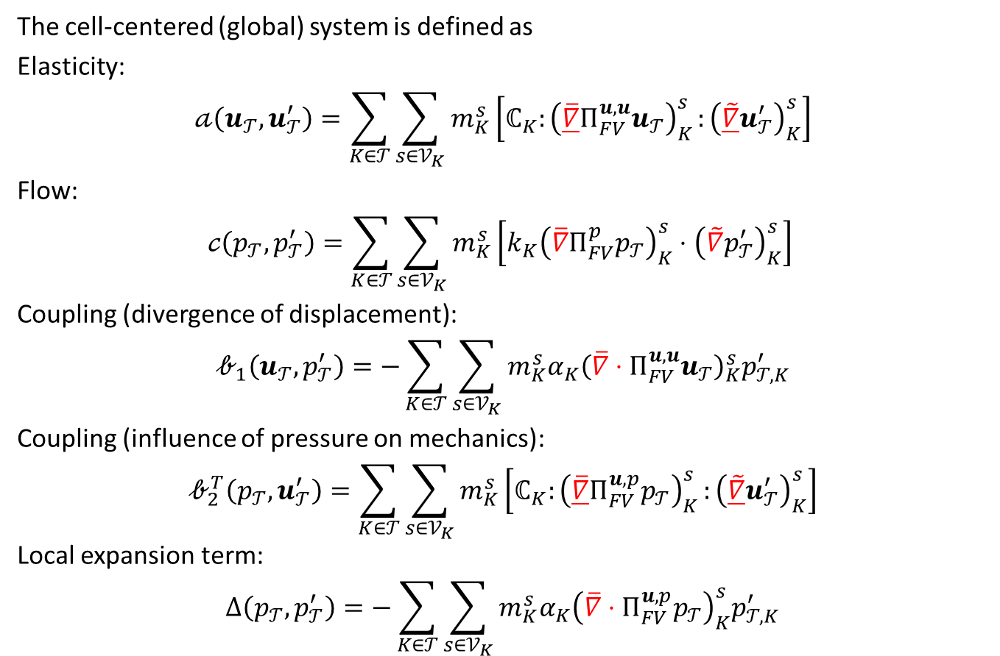 The cell-centered (global) system is defined as
Elasticity:
$a(\boldsymbol{u}_{\mathcal{T}}, \boldsymbol{u}'_{\mathcal{T}}) = \sum_{K \in \mathcal{T}} \sum_{s \in \mathcal{V}_K} m_K^s \left[ \mathbb{C}_K : \left( \underline{\bar{\nabla}} \Pi_{FV}^{\boldsymbol{u},\boldsymbol{u}} \boldsymbol{u}_{\mathcal{T}} \right)_K^s : \left( \underline{\tilde{\nabla}} \boldsymbol{u}'_{\mathcal{T}} \right)_K^s \right]$
Flow:
$c(p_{\mathcal{T}}, p'_{\mathcal{T}}) = \sum_{K \in \mathcal{T}} \sum_{s \in \mathcal{V}_K} m_K^s \left[ k_K \left( \bar{\nabla} \Pi_{FV}^{p} p_{\mathcal{T}} \right)_K^s \cdot \left( \tilde{\nabla} p'_{\mathcal{T}} \right)_K^s \right]$
Coupling (divergence of displacement):
$\mathcal{b}_1(\boldsymbol{u}_{\mathcal{T}}, p'_{\mathcal{T}}) = - \sum_{K \in \mathcal{T}} \sum_{s \in \mathcal{V}_K} m_K^s \alpha_K ( \bar{\nabla} \cdot \Pi_{FV}^{\boldsymbol{u},\boldsymbol{u}} \boldsymbol{u}_{\mathcal{T}} )_K^s p'_{\mathcal{T},K}$
Coupling (influence of pressure on mechanics):
$\mathcal{b}_2^T(p_{\mathcal{T}}, \boldsymbol{u}'_{\mathcal{T}}) = \sum_{K \in \mathcal{T}} \sum_{s \in \mathcal{V}_K} m_K^s \left[ \mathbb{C}_K : \left( \underline{\bar{\nabla}} \Pi_{FV}^{\boldsymbol{u},p} p_{\mathcal{T}} \right)_K^s : \left( \underline{\tilde{\nabla}} \boldsymbol{u}'_{\mathcal{T}} \right)_K^s \right]$
Local expansion term:
$\Delta(p_{\mathcal{T}}, p'_{\mathcal{T}}) = - \sum_{K \in \mathcal{T}} \sum_{s \in \mathcal{V}_K} m_K^s \alpha_K \left( \bar{\nabla} \cdot \Pi_{FV}^{\boldsymbol{u},p} p_{\mathcal{T}} \right)_K^s p'_{\mathcal{T},K}$